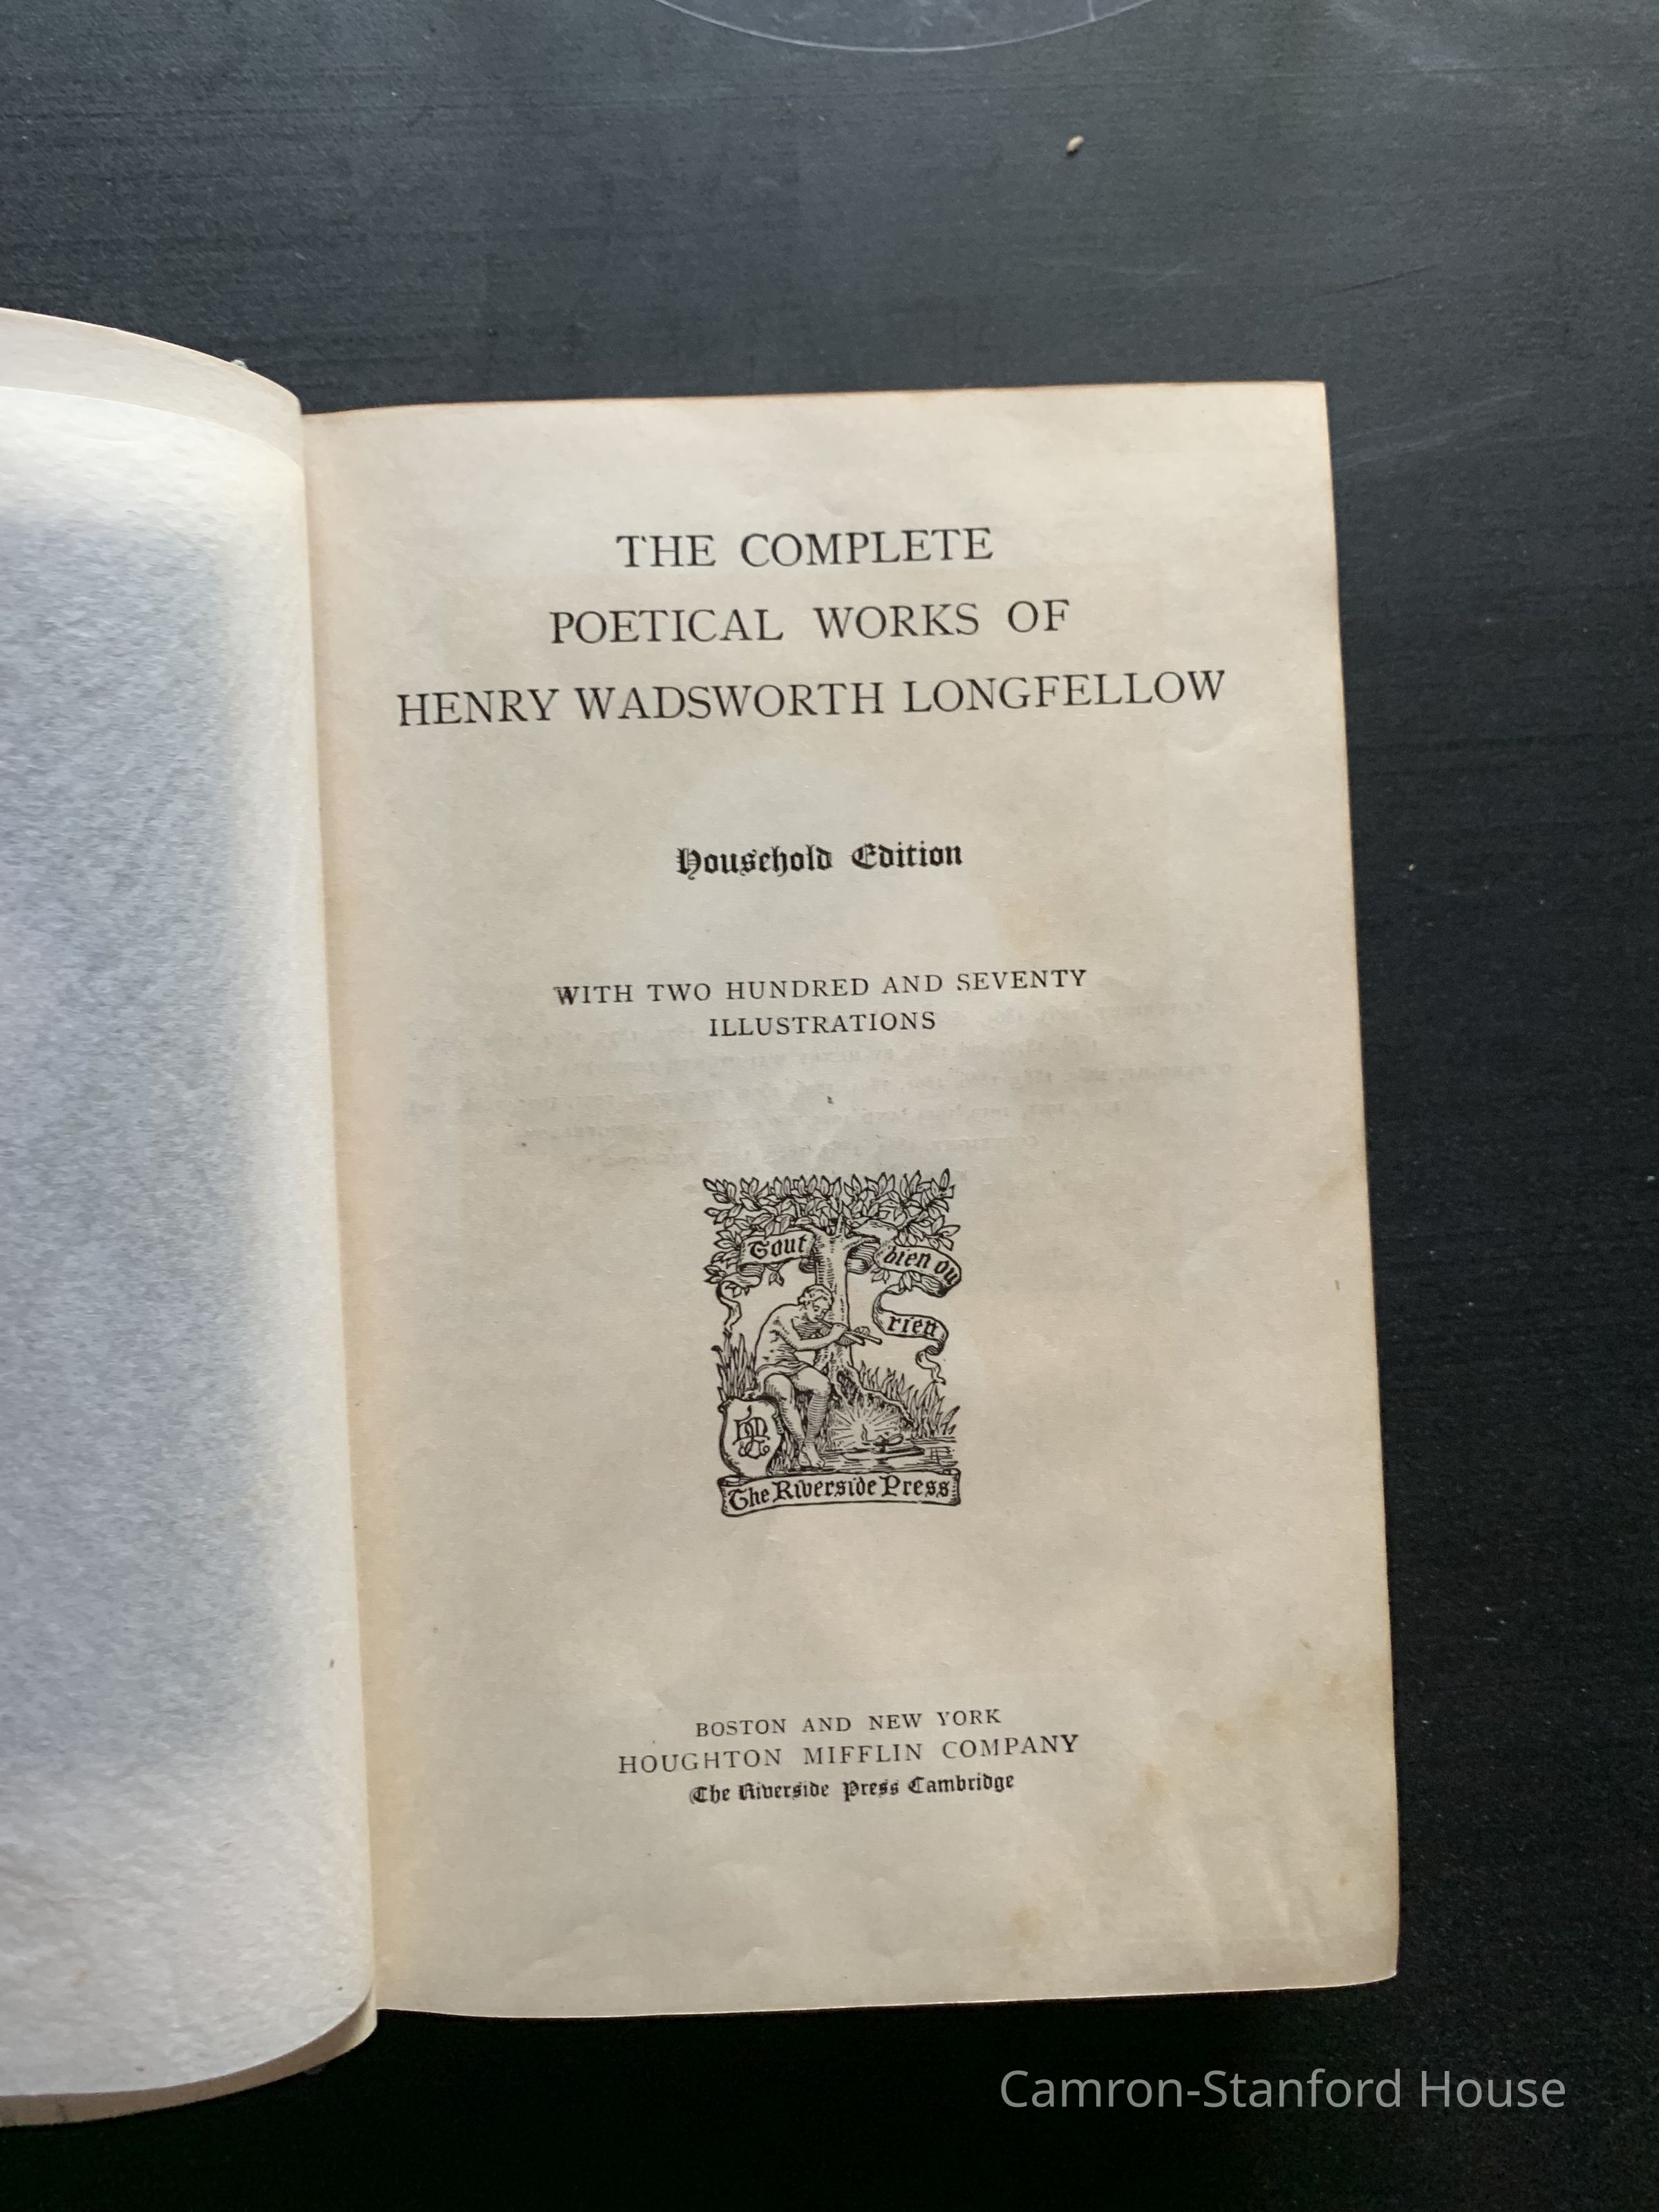 THE COMPLETE
POETICAL WORKS OF
HENRY WADSWORTH LONGFELLOW
Household Edition
WITH TWO HUNDRED AND SEVENTY
ILLUSTRATIONS
Tout bien ou
rien
The Riverside Press
BOSTON AND NEW YORK
HOUGHTON MIFFLIN COMPANY
The Riverside Press Cambridge
Camron-Stanford House